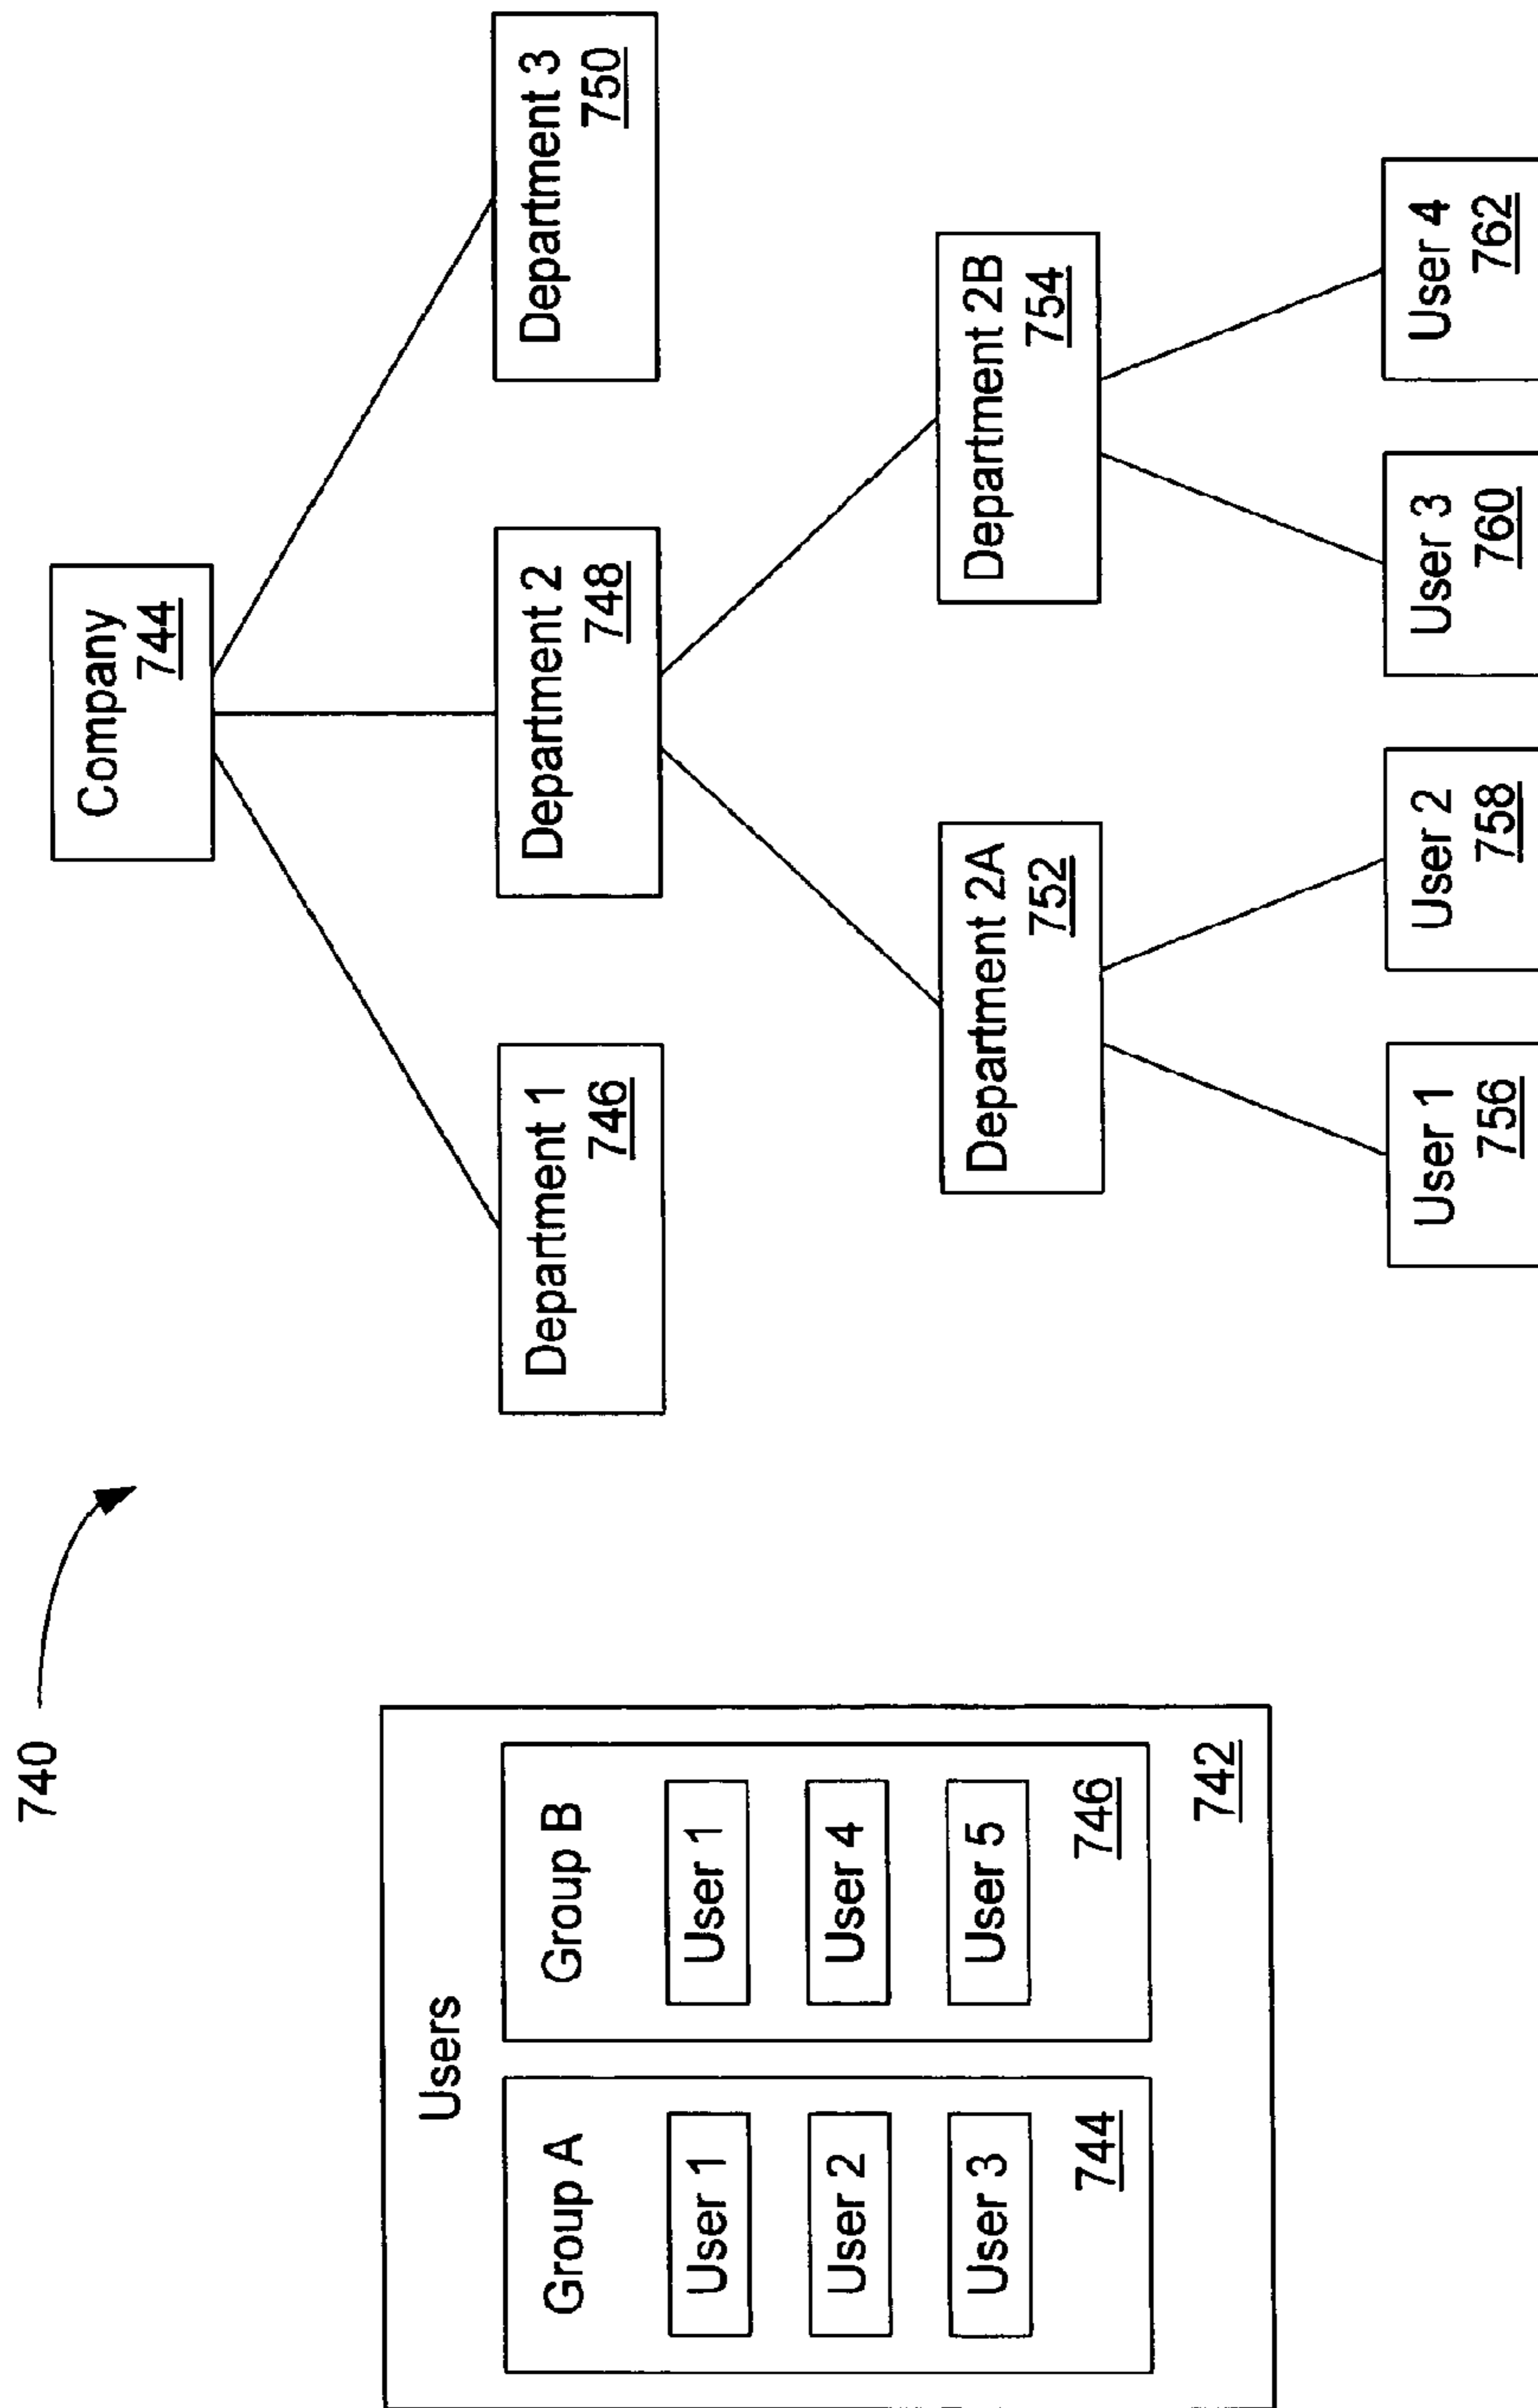 740
Users
Group A
User 1
User 2
User 3
744
Group B
User 1
User 4
User 5
746
742
Company
744
Department 1
746
Department 2
748
Department 3
750
Department 2A
752
Department 2B
754
User 1
756
User 2
758
User 3
760
User 4
762